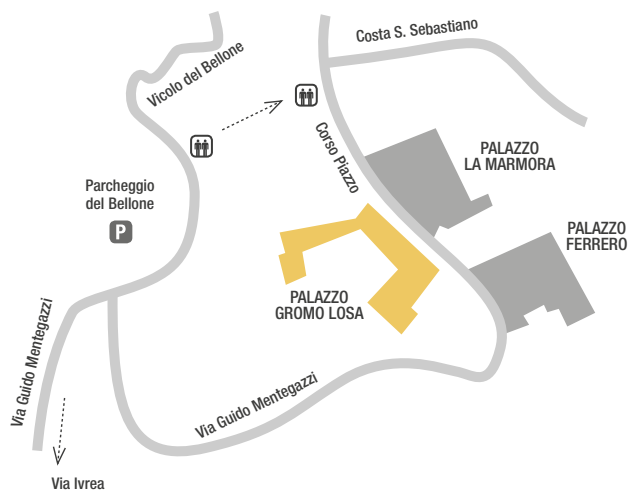 Costa S. Sebastiano
Vicolo del Bellone
Corso Piazzo
PALAZZO
LA MARMORA
Parcheggio
del Bellone
P
PALAZZO
FERRERO
PALAZZO
GROMO LOSA
Via Guido Mentegazzi
Via Guido Mentegazzi
Via Ivrea